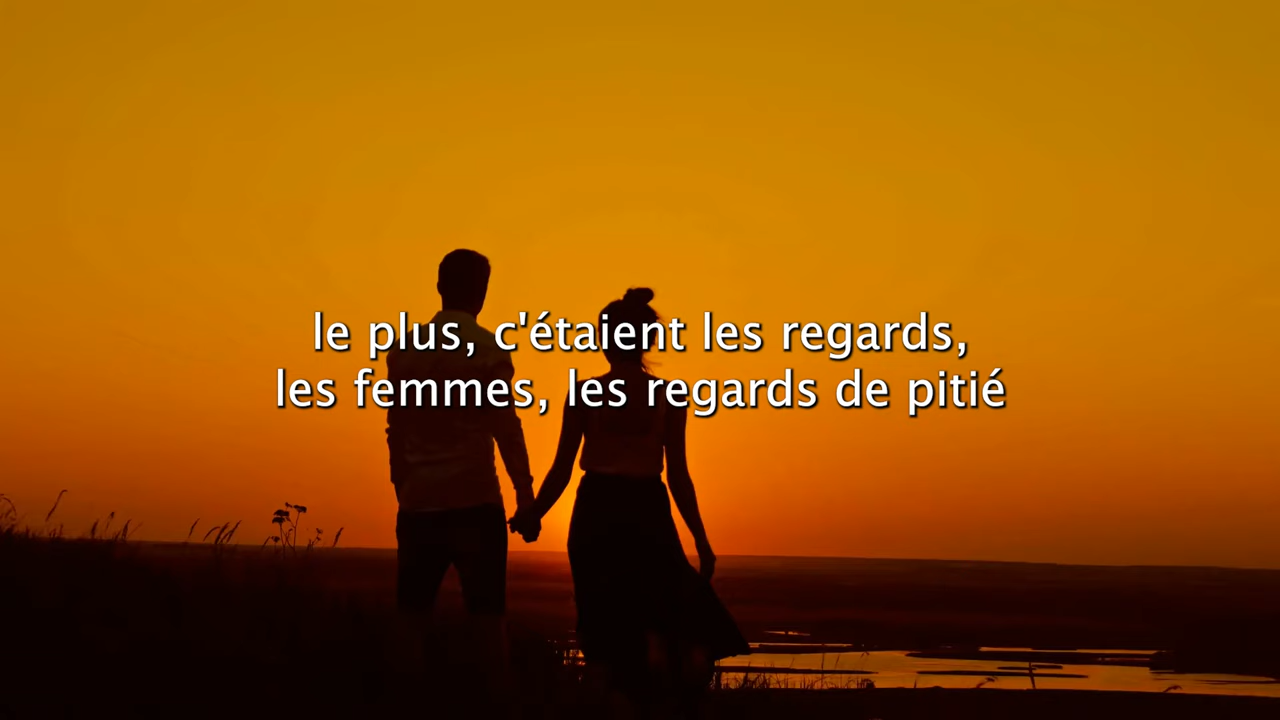 le plus, c'étaient les regards,
les femmes, les regards de pitié